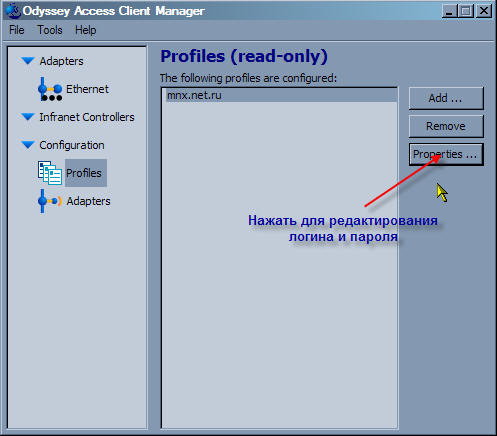 Odyssey Access Client Manager
File Tools Help
Adapters
Ethernet
Infranet Controllers
Configuration
Profiles
Adapters
Profiles (read-only)
The following profiles are configured:
mnx.net.ru
Add ...
Remove
Properties ...
Нажать для редактирования
логина и пароля